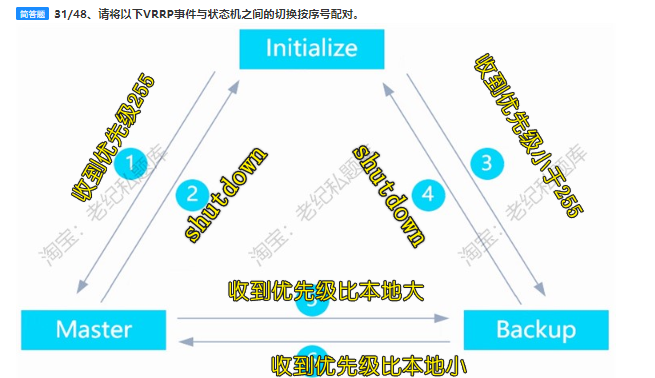 简答题 31/48、请将以下VRRP事件与状态机之间的切换按序号配对。
Initialize
收到优先级255
1
shutdown
2
shutdown
4
收到优先级小于255
3
淘宝：老纪私题库
淘宝：老纪私题库
淘宝：老纪私题库
收到优先级比本地大
5
Master
Backup
收到优先级比本地小